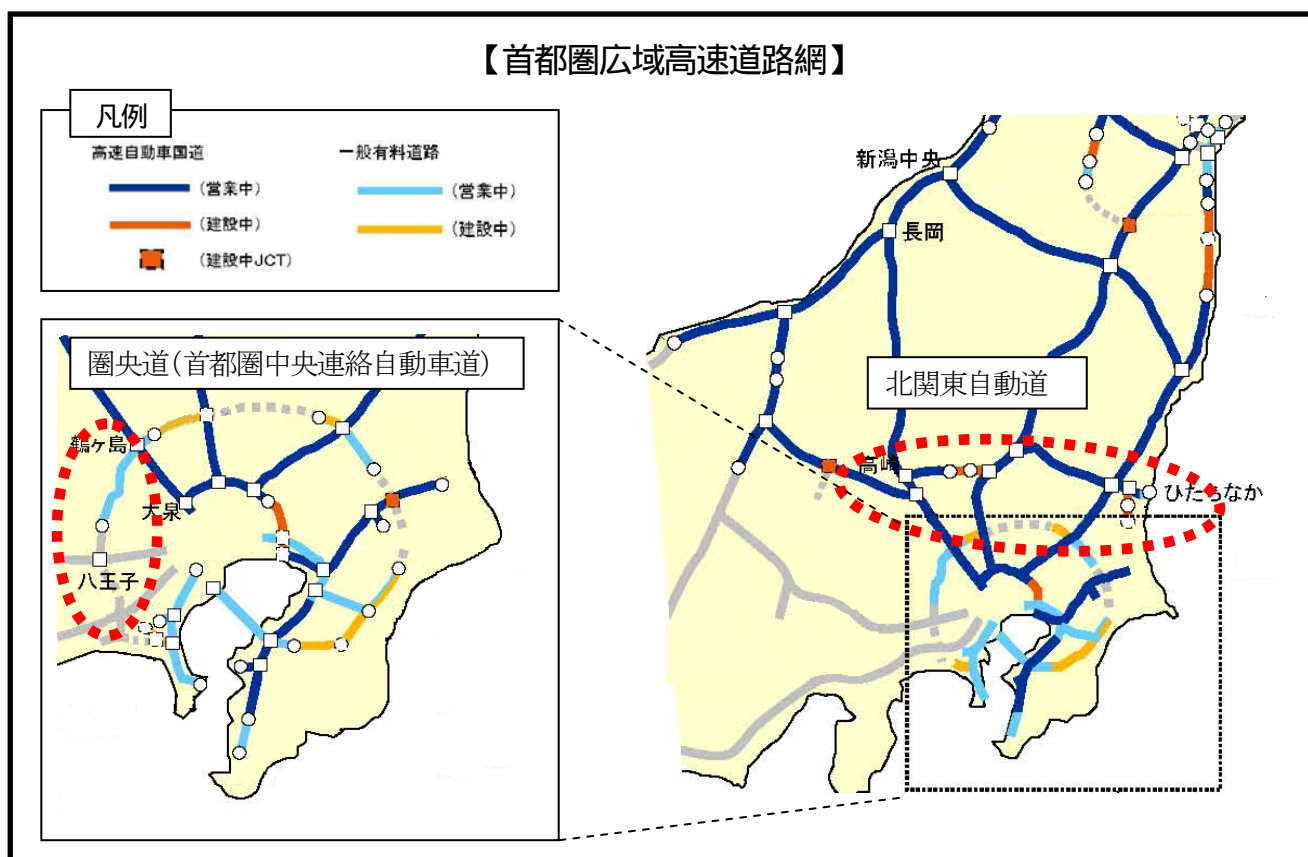 【首都圏広域高速道路網】
凡例
高速自動車国道
一般有料道路
(営業中)
(営業中)
(建設中)
(建設中)
(建設中JCT)
新潟中央
長岡
圏央道(首都圏中央連絡自動車道)
北関東自動道
鶴ヶ島
大泉
八王子
高崎
ひたちなか